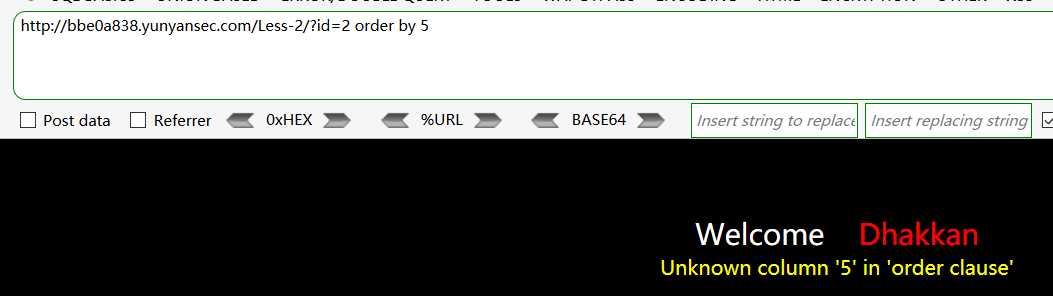 http://bbe0a838.yunyansec.com/Less-2/?id=2 order by 5
Post data Referrer 0xHEX %URL BASE64 Insert string to replace Insert replacing string
Welcome Dhakkan
Unknown column '5' in 'order clause'